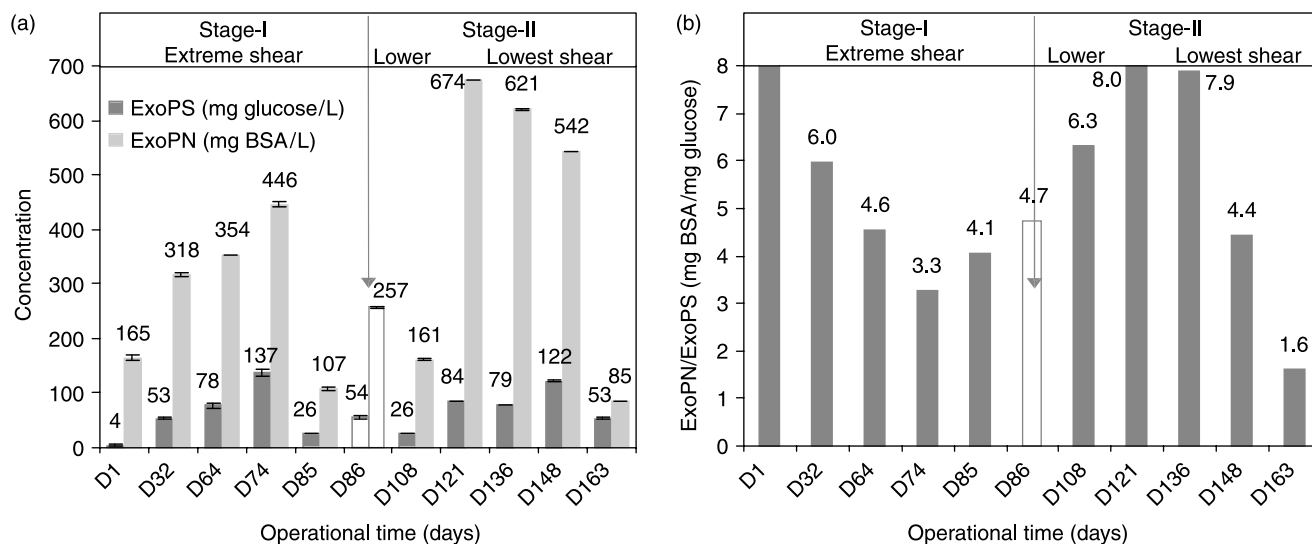 (a)
Stage-I
Stage-II
Extreme shear
Lower
Lowest shear
700
600
500
400
300
200
100
0
Concentration
ExoPS (mg glucose/L)
ExoPN (mg BSA/L)
4
165
53
318
78
354
137
446
26
107
54
257
26
161
84
674
79
621
122
542
53
85
D1
D32
D64
D74
D85
D86
D108
D121
D136
D148
D163
Operational time (days)
(b)
Stage-I
Stage-II
Extreme shear
Lower
Lowest shear
8
7
6
5
4
3
2
1
0
ExoPN/ExoPS (mg BSA/mg glucose)
6.0
4.6
3.3
4.1
4.7
6.3
8.0
7.9
4.4
1.6
D1
D32
D64
D74
D85
D86
D108
D121
D136
D148
D163
Operational time (days)